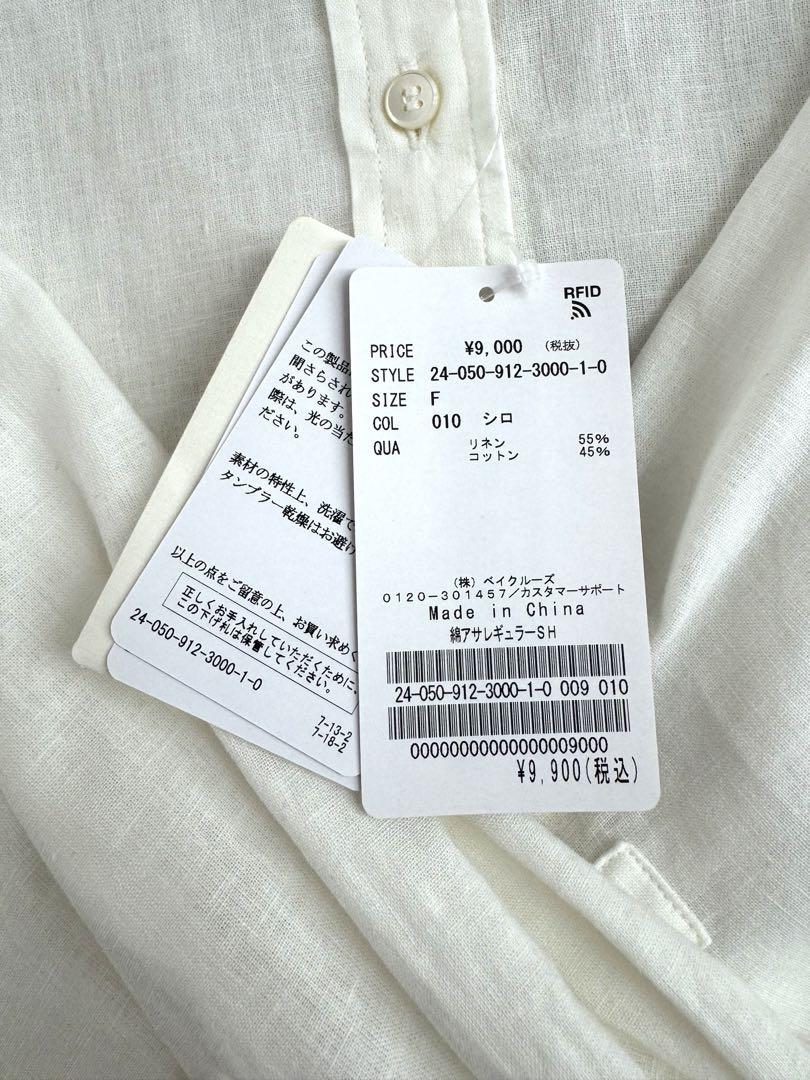 RFID
PRICE ¥9,000 (税抜)
STYLE 24-050-912-3000-1-0
SIZE F
COL 010 シロ
QUA リネン 55%
コットン 45%
(株) ベイクルーズ
0120-301457/カスタマーサポート
Made in China
綿アサレギュラーSH
24-050-912-3000-1-0 009 010
00000000000000009000
¥9,900(税込)
この製品
間さらされ
があります。
際は、光の当た
ださい。
素材の特性上、洗濯で
タンブラー乾燥はお避け
以上の点をご留意の上、お買い求めく
正しくお手入れしていただくために、
この下げ札は保管してください。
24-050-912-3000-1-0
7-13-2
7-18-2